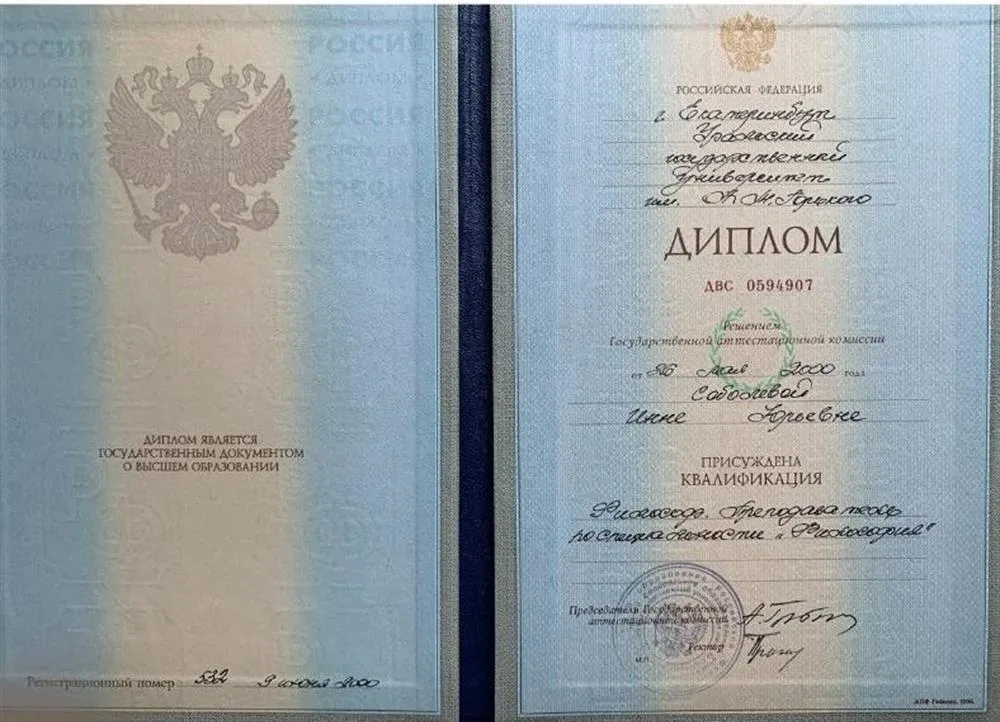 ДИПЛОМ ЯВЛЯЕТСЯ
ГОСУДАРСТВЕННЫМ ДОКУМЕНТОМ
О ВЫСШЕМ ОБРАЗОВАНИИ
Регистрационный номер 532 9 июня 2000
РОССИЙСКАЯ ФЕДЕРАЦИЯ
г. Екатеринбург
Уральский
государственный
Университет
им. А.М. Горького
ДИПЛОМ
ДВС 0594907
Решением
Государственной аттестационной комиссии
от 26 мая 2000 года
Соболевой
Инне Юрьевне
ПРИСУЖДЕНА
КВАЛИФИКАЦИЯ
Философ. Преподаватель
по специальности „Философия"
Председатель Государственной
аттестационной комиссии
Ректор
М.П.
1996.